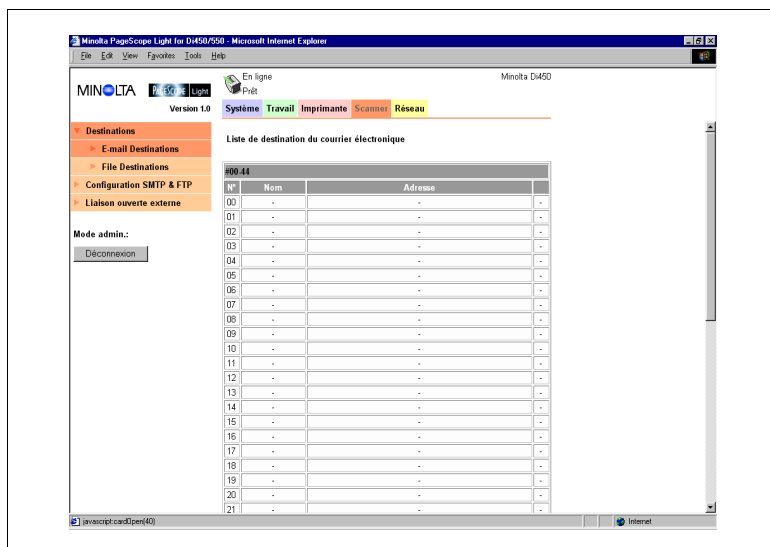 Minolta PageScope Light for Di450/550 - Microsoft Internet Explorer
File Edit View Favorites Tools Help
MINOLTA PAGESCOPE Light
Version 1.0
En ligne
Prêt
Minolta Di450
Système Travail Imprimante Scanner Réseau
Destinations
E-mail Destinations
File Destinations
Configuration SMTP & FTP
Liaison ouverte externe
Mode admin.:
Déconnexion
Liste de destination du courrier électronique
#00-44
N° Nom Adresse
00 - - -
01 - - -
02 - - -
03 - - -
04 - - -
05 - - -
06 - - -
07 - - -
08 - - -
09 - - -
10 - - -
11 - - -
12 - - -
13 - - -
14 - - -
15 - - -
16 - - -
17 - - -
18 - - -
19 - - -
20 - - -
21 - - -
javascript:cardOpen(40)
Internet